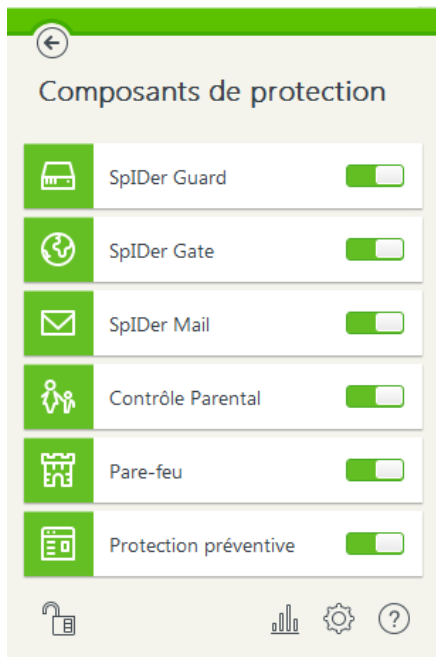 Composants de protection
SpIDer Guard
SpIDer Gate
SpIDer Mail
Contrôle Parental
Pare-feu
Protection préventive
?